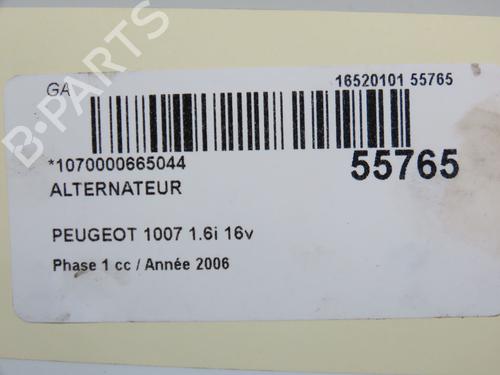 GA
16520101 55765
*1070000665044
55765
ALTERNATEUR
PEUGEOT 1007 1.6i 16v
Phase 1 cc / Année 2006
B-PARTS